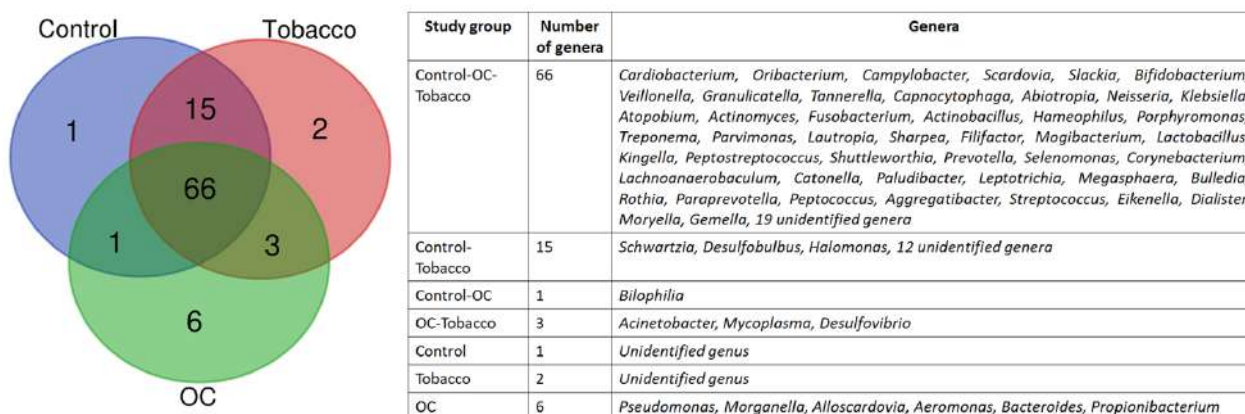 Control
Tobacco
15
1
2
66
1
3
6
OC
Study group
Number
of genera
Genera
Control-OC-
Tobacco
66
Cardiobacterium, Oribacterium, Campylobacter, Scardovia, Slackia, Bifidobacterium,
Veillonella, Granulicatella, Tannerella, Capnocytophaga, Abiotropia, Neisseria, Klebsiella,
Atopobium, Actinomyces, Fusobacterium, Actinobacillus, Hameophilus, Porphyromonas,
Treponema, Parvimonas, Lautropia, Sharpea, Filifactor, Mogibacterium, Lactobacillus,
Kingella, Peptostreptococcus, Shuttleworthia, Prevotella, Selenomonas, Corynebacterium,
Lachnoanaerobaculum, Catonella, Paludibacter, Leptotrichia, Megasphaera, Bulledia,
Rothia, Paraprevotella, Peptococcus, Aggregatibacter, Streptococcus, Eikenella, Dialister,
Moryella, Gemella, 19 unidentified genera
Control-
Tobacco
15
Schwartzia, Desulfobulbus, Halomonas, 12 unidentified genera
Control-OC
1
Bilophilia
OC-Tobacco
3
Acinetobacter, Mycoplasma, Desulfovibrio
Control
1
Unidentified genus
Tobacco
2
Unidentified genus
OC
6
Pseudomonas, Morganella, Alloscardovia, Aeromonas, Bacteroides, Propionibacterium